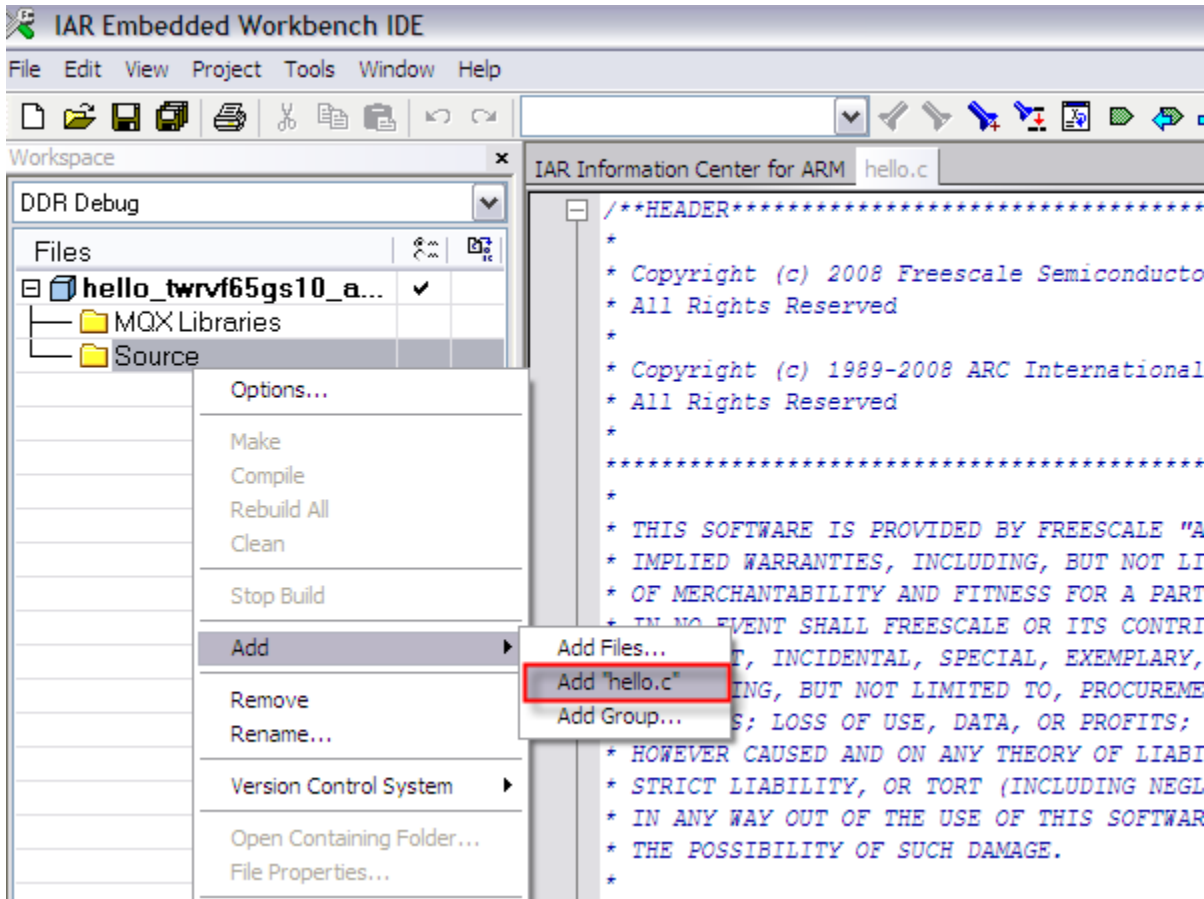 IAR Embedded Workbench IDE
File Edit View Project Tools Window Help
Workspace
DDR Debug
Files
hello_twrvf65gs10_a...
MQX Libraries
Source
Options...
Make
Compile
Rebuild All
Clean
Stop Build
Add
Remove
Rename...
Version Control System
Open Containing Folder...
File Properties...
Add Files...
Add "hello.c"
Add Group...
IAR Information Center for ARM hello.c
/**HEADER************************************
*
* Copyright (c) 2008 Freescale Semiconducto
* All Rights Reserved
*
* Copyright (c) 1989-2008 ARC International
* All Rights Reserved
*
*********************************************
*
* THIS SOFTWARE IS PROVIDED BY FREESCALE "A
* IMPLIED WARRANTIES, INCLUDING, BUT NOT LI
* OF MERCHANTABILITY AND FITNESS FOR A PART
* IN NO EVENT SHALL FREESCALE OR ITS CONTRI
T, INCIDENTAL, SPECIAL, EXEMPLARY,
ING, BUT NOT LIMITED TO, PROCUREME
S; LOSS OF USE, DATA, OR PROFITS;
* HOWEVER CAUSED AND ON ANY THEORY OF LIABI
* STRICT LIABILITY, OR TORT (INCLUDING NEGL
* IN ANY WAY OUT OF THE USE OF THIS SOFTWAR
* THE POSSIBILITY OF SUCH DAMAGE.
*